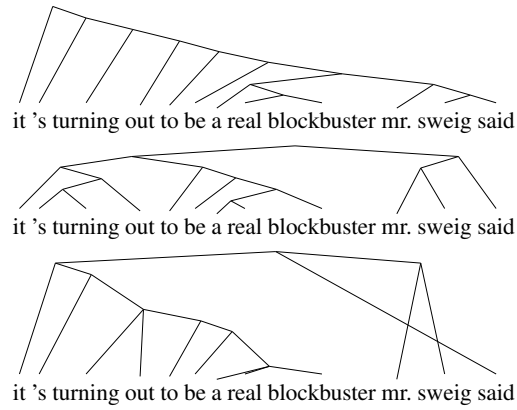 it 's turning out to be a real blockbuster mr. sweig said
it 's turning out to be a real blockbuster mr. sweig said
it 's turning out to be a real blockbuster mr. sweig said